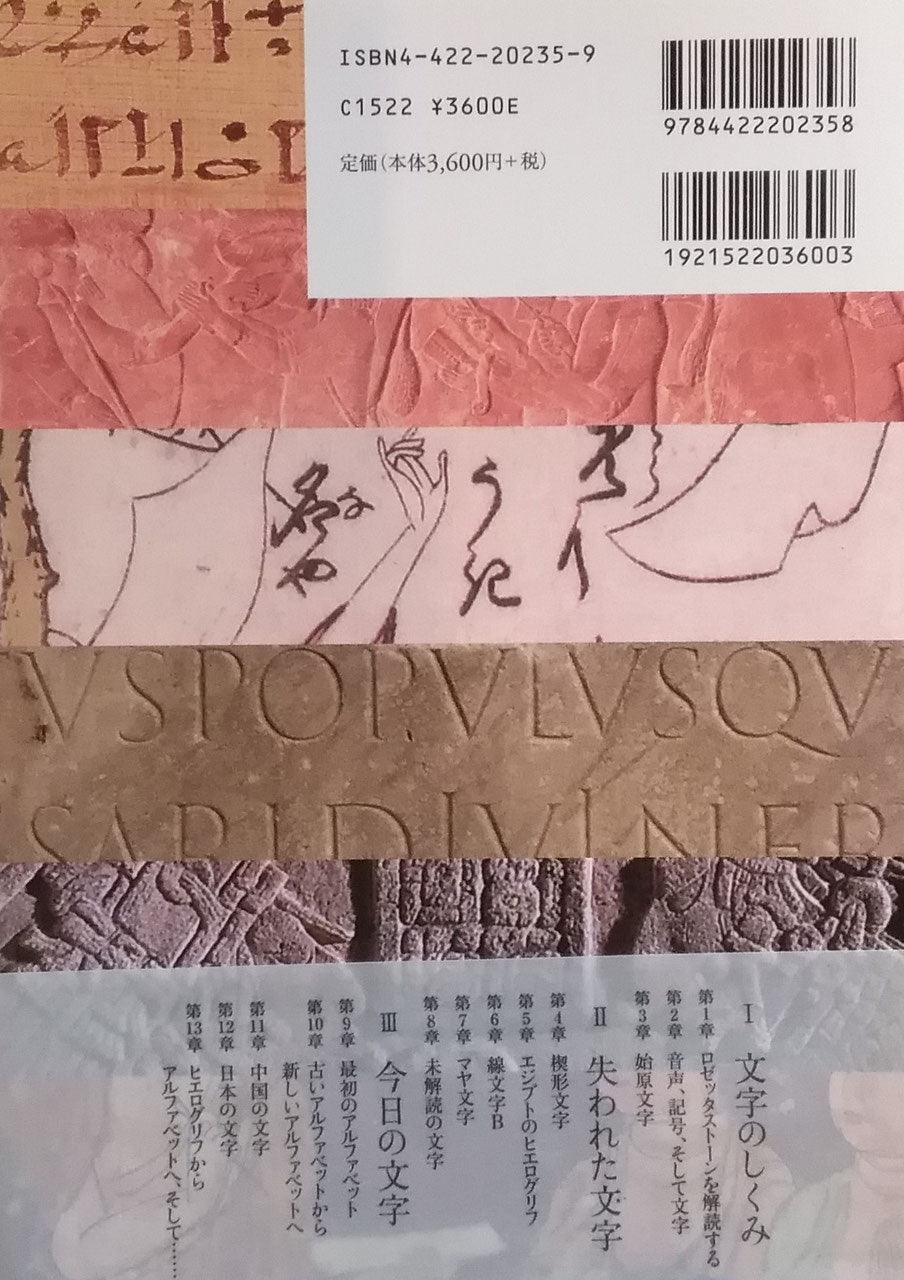 ISBN4-422-20235-9
C1522 ¥3600E
定価(本体3,600円+税)
9784422202358
1921522036003
うき
VSPOPVLVSQV
I 文字のしくみ
第1章 ロゼッタストーンを解読する
第2章 音声、記号、そして文字
第3章 始原文字
II 失われた文字
第4章 楔形文字
第5章 エジプトのヒエログリフ
第6章 線文字B
第7章 マヤ文字
第8章 未解読の文字
III 今日の文字
第9章 最初のアルファベット
第10章 古いアルファベットから
新しいアルファベットへ
第11章 中国の文字
第12章 日本の文字
第13章 ヒエログリフから
アルファベットへ、そして……